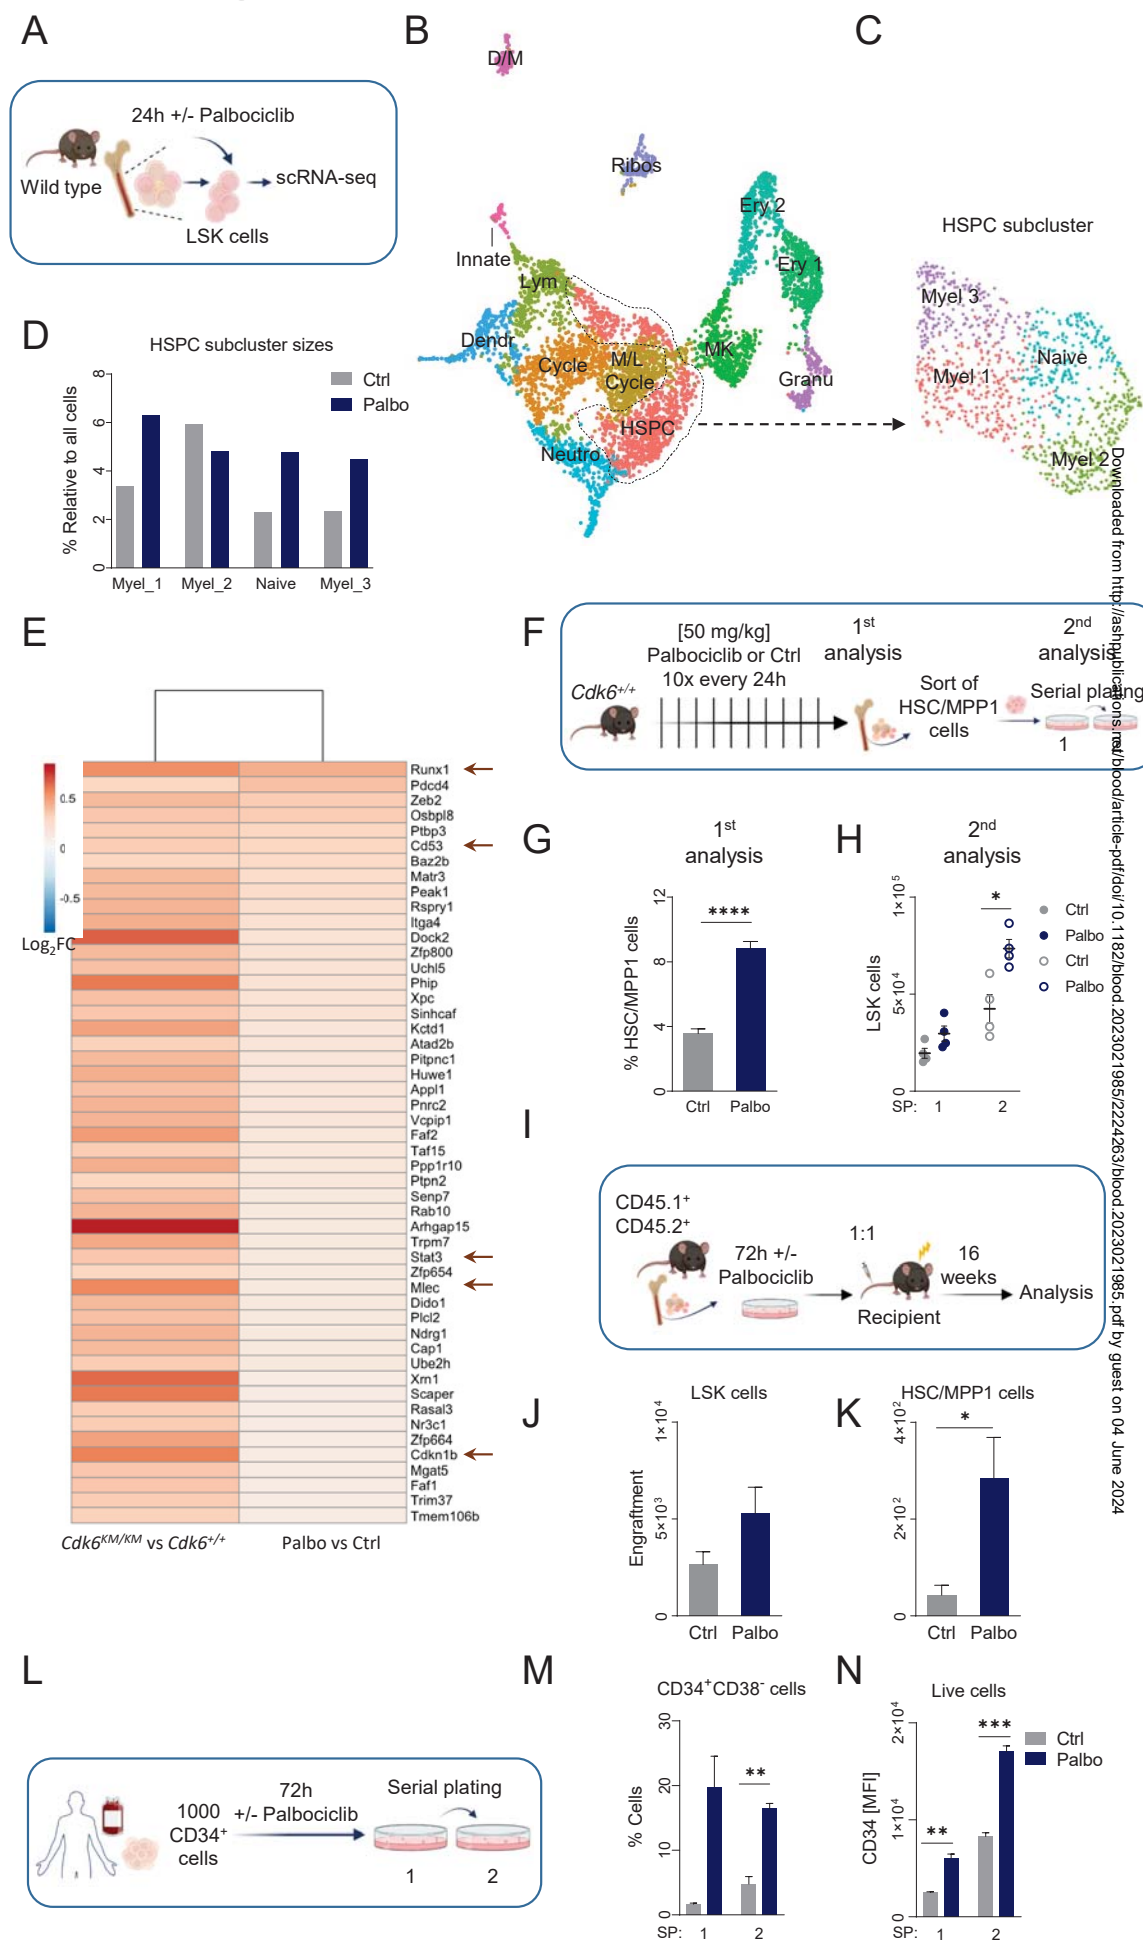 A
24h +/- Palbociclib
Wild type
scRNA-seq
LSK cells
B
D/M
Ribos
Ery 2
Innate
Ery 1
Lym
Dendr
Cycle
M/L
Cycle
MK
Granu
HSPC
Neutro
C
HSPC subcluster
Myel 3
Naive
Myel 1
Myel 2
D
HSPC subcluster sizes
% Relative to all cells
8
6
4
2
0
Ctrl
Palbo
Myel_1
Myel_2
Naive
Myel_3
E
0.5
0
-0.5
Log2FC
Runx1
Pdcd4
Zeb2
Osbpl8
Ptbp3
Cd53
Baz2b
Matr3
Peak1
Rspry1
Itga4
Dock2
Zfp800
Uchl5
Phip
Xpc
Sinhcaf
Kctd1
Atad2b
Pitpnc1
Huwe1
Appl1
Pnrc2
Vcpip1
Faf2
Taf15
Ppp1r10
Ptpn2
Senp7
Rab10
Arhgap15
Trpm7
Stat3
Zfp654
Mlec
Dido1
Plcl2
Ndrg1
Cap1
Ube2h
Xrn1
Scaper
Rasal3
Nr3c1
Zfp664
Cdkn1b
Mgat5
Faf1
Trim37
Tmem106b
Cdk6KM/KM vs Cdk6+/+
Palbo vs Ctrl
F
[50 mg/kg]
Palbociclib or Ctrl
10x every 24h
Cdk6+/+
1st
analysis
Sort of
HSC/MPP1
cells
2nd
analysis
Serial plating
1
G
1st
analysis
% HSC/MPP1 cells
12
8
4
0
****
Ctrl
Palbo
H
2nd
analysis
LSK cells
1×10⁵
5×10⁴
0
*
Ctrl
Palbo
Ctrl
Palbo
SP:
1
2
I
CD45.1+
CD45.2+
72h +/-
Palbociclib
1:1
Recipient
16
weeks
Analysis
J
LSK cells
Engraftment
1×10⁴
5×10³
0
Ctrl
Palbo
K
HSC/MPP1 cells
4×10²
2×10²
0
*
Ctrl
Palbo
L
1000
CD34+
cells
72h
+/- Palbociclib
Serial plating
1
2
M
CD34+CD38- cells
% Cells
30
20
10
0
**
SP:
1
2
N
Live cells
CD34 [MFI]
2×10⁴
1×10⁴
0
**
***
Ctrl
Palbo
SP:
1
2
Downloaded from http://ashpublications.net/blood/article-pdf/doi/10.1182/blood.2023021985/2224263/blood.2023021985.pdf by guest on 04 June 2024